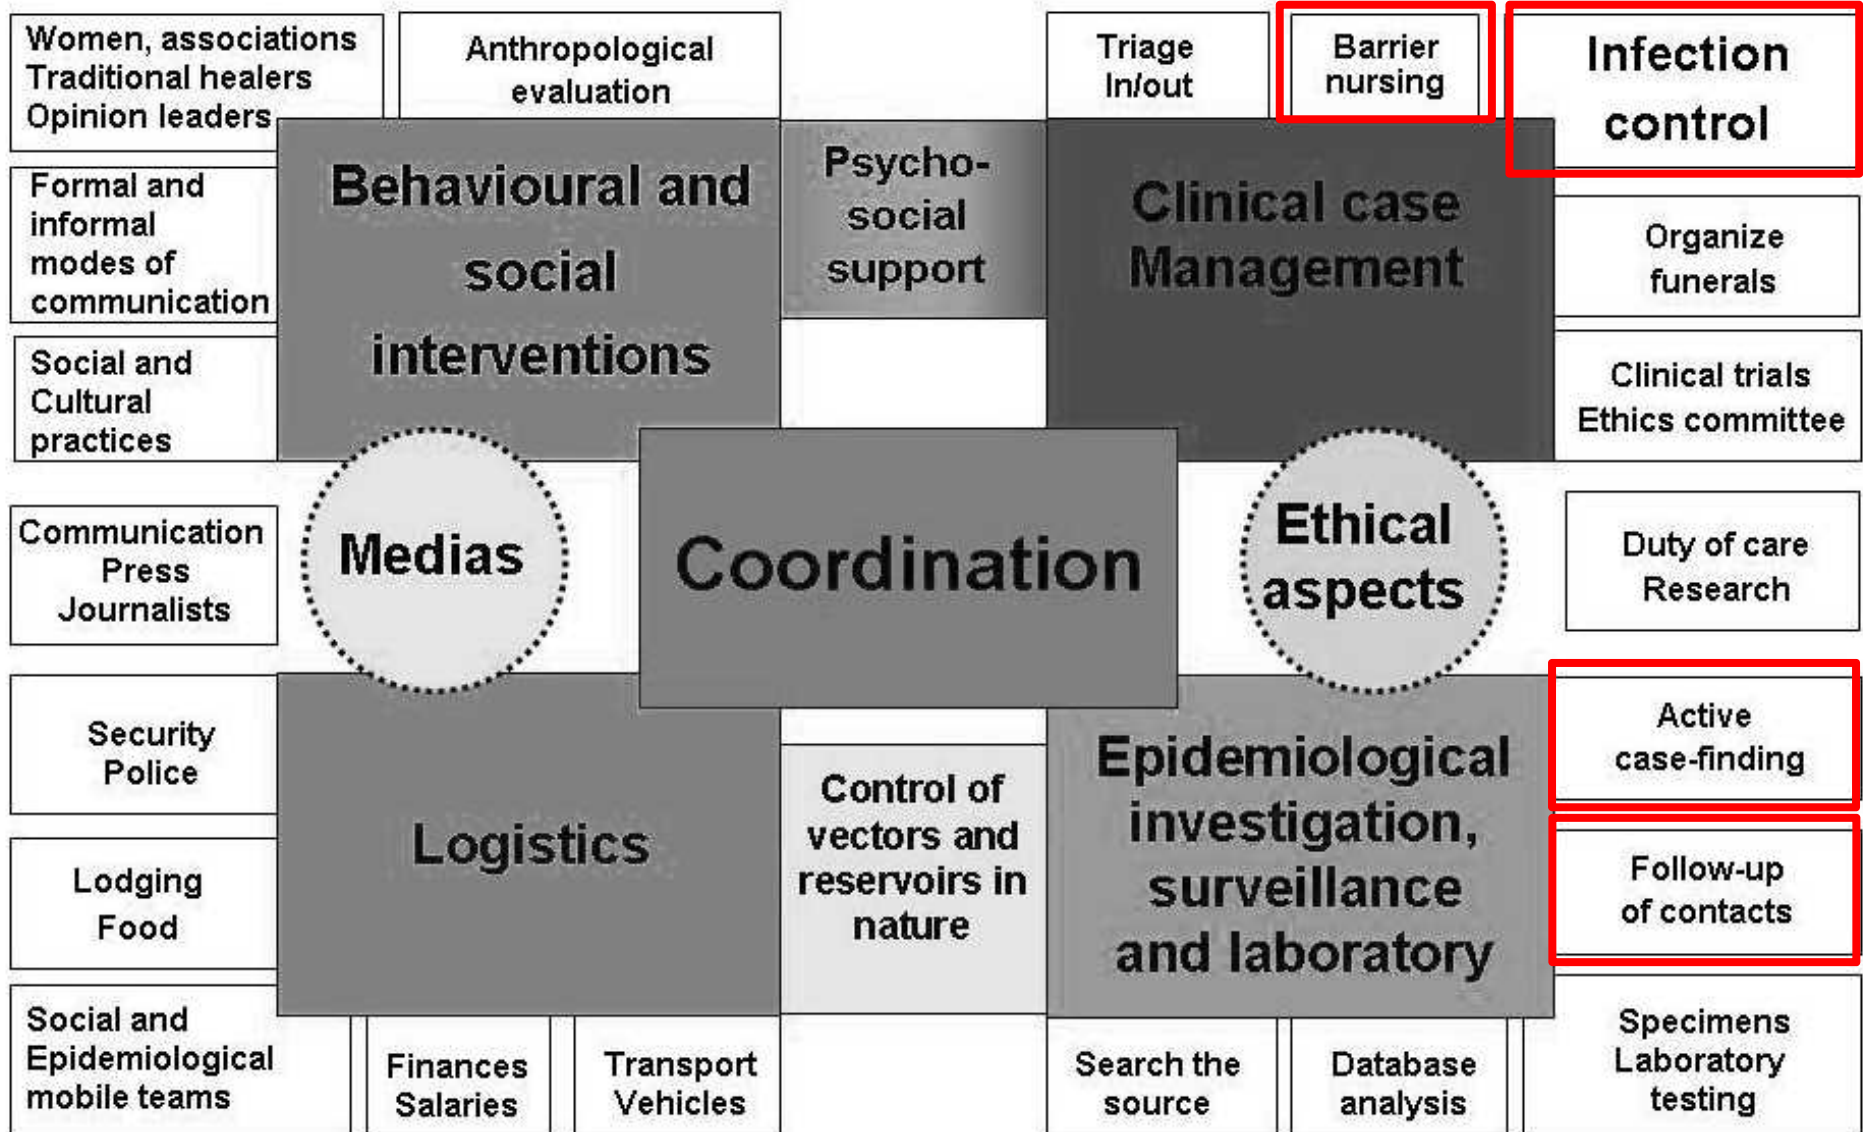 Women, associations
Traditional healers
Opinion leaders
Anthropological
evaluation
Triage
In/out
Barrier
nursing
Infection
control
Formal and
informal
modes of
communication
Behavioural and
social
interventions
Psycho-
social
support
Clinical case
Management
Organize
funerals
Social and
Cultural
practices
Clinical trials
Ethics committee
Communication
Press
Journalists
Medias
Coordination
Ethical
aspects
Duty of care
Research
Security
Police
Logistics
Control of
vectors and
reservoirs in
nature
Epidemiological
investigation,
surveillance
and laboratory
Active
case-finding
Lodging
Food
Follow-up
of contacts
Social and
Epidemiological
mobile teams
Finances
Salaries
Transport
Vehicles
Search the
source
Database
analysis
Specimens
Laboratory
testing